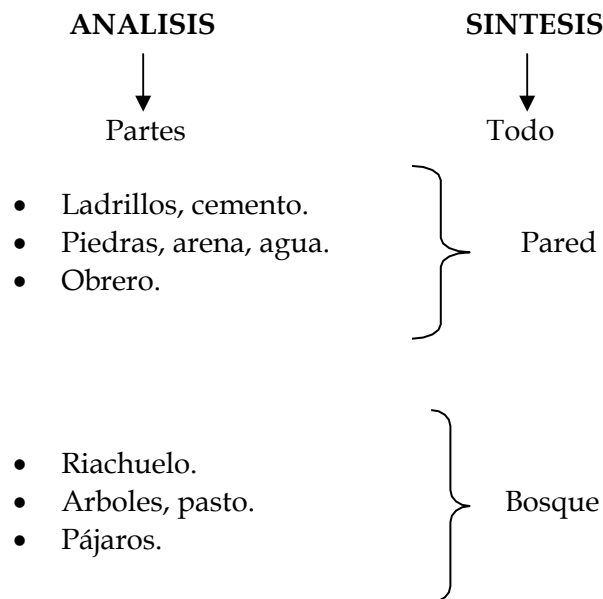 ANALISIS SINTESIS
Partes Todo
• Ladrillos, cemento.
• Piedras, arena, agua. Pared
• Obrero.
• Riachuelo.
• Arboles, pasto. Bosque
• Pájaros.